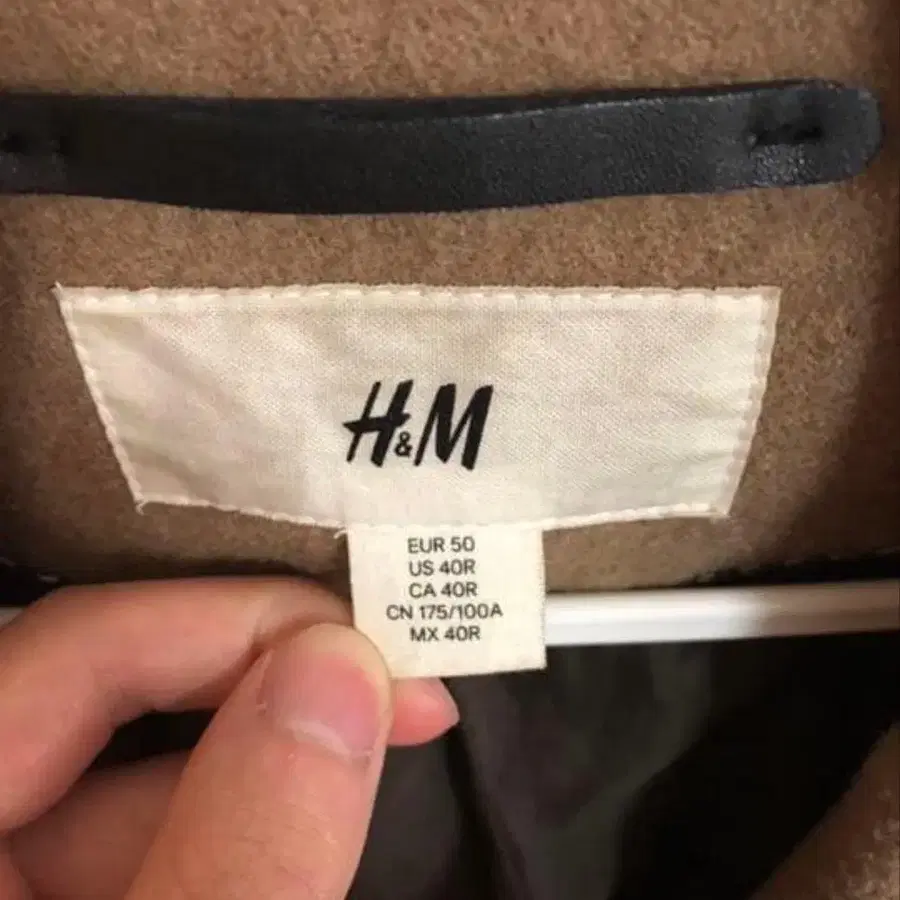 H&M
EUR 50
US 40R
CA 40R
CN 175/100A
MX 40R